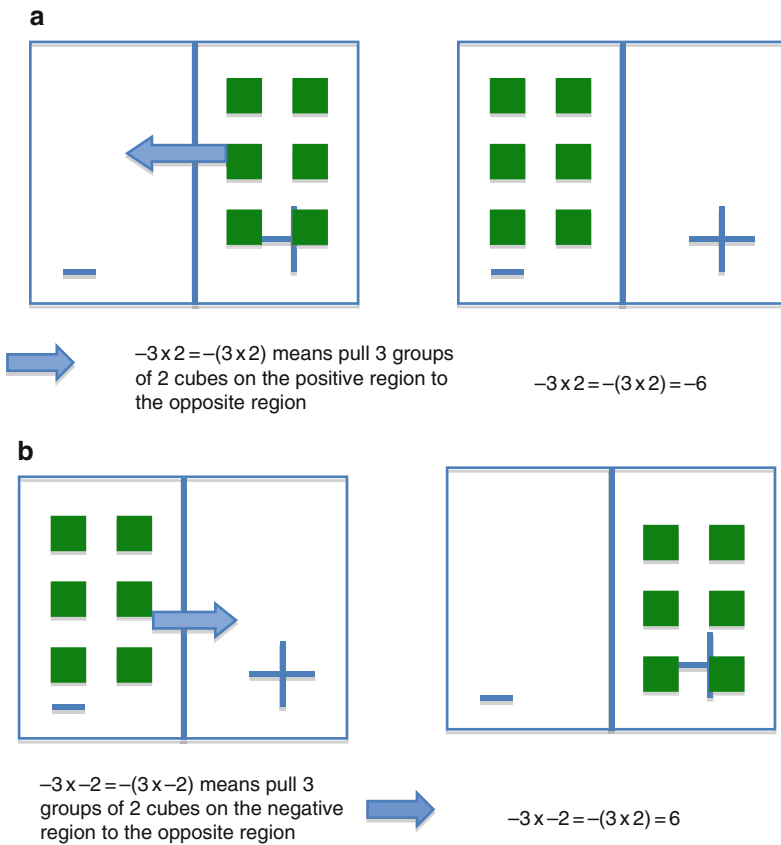 a
−3 x 2 = −(3 x 2) means pull 3 groups
of 2 cubes on the positive region to
the opposite region
−3 x 2 = −(3 x 2) = −6
b
−3 x −2 = −(3 x −2) means pull 3
groups of 2 cubes on the negative
region to the opposite region
−3 x −2 = −(3 x 2) = 6